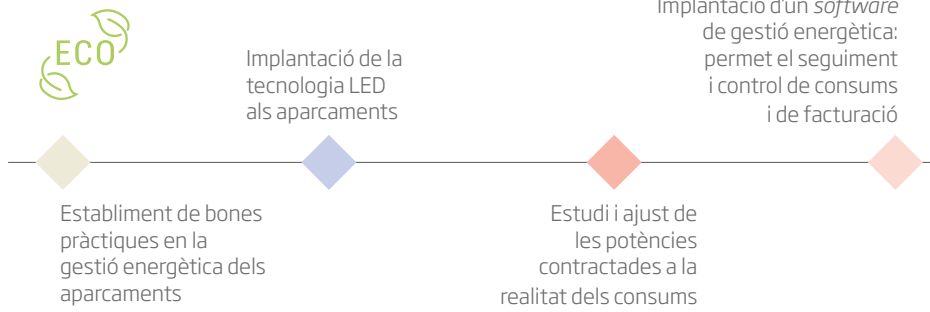 ECO
Establiment de bones
pràctiques en la
gestió energètica dels
aparcaments
Implantació de la
tecnologia LED
als aparcaments
Estudi i ajust de
les potències
contractades a la
realitat dels consums
Implantació d'un software
de gestió energètica:
permet el seguiment
i control de consums
i de facturació